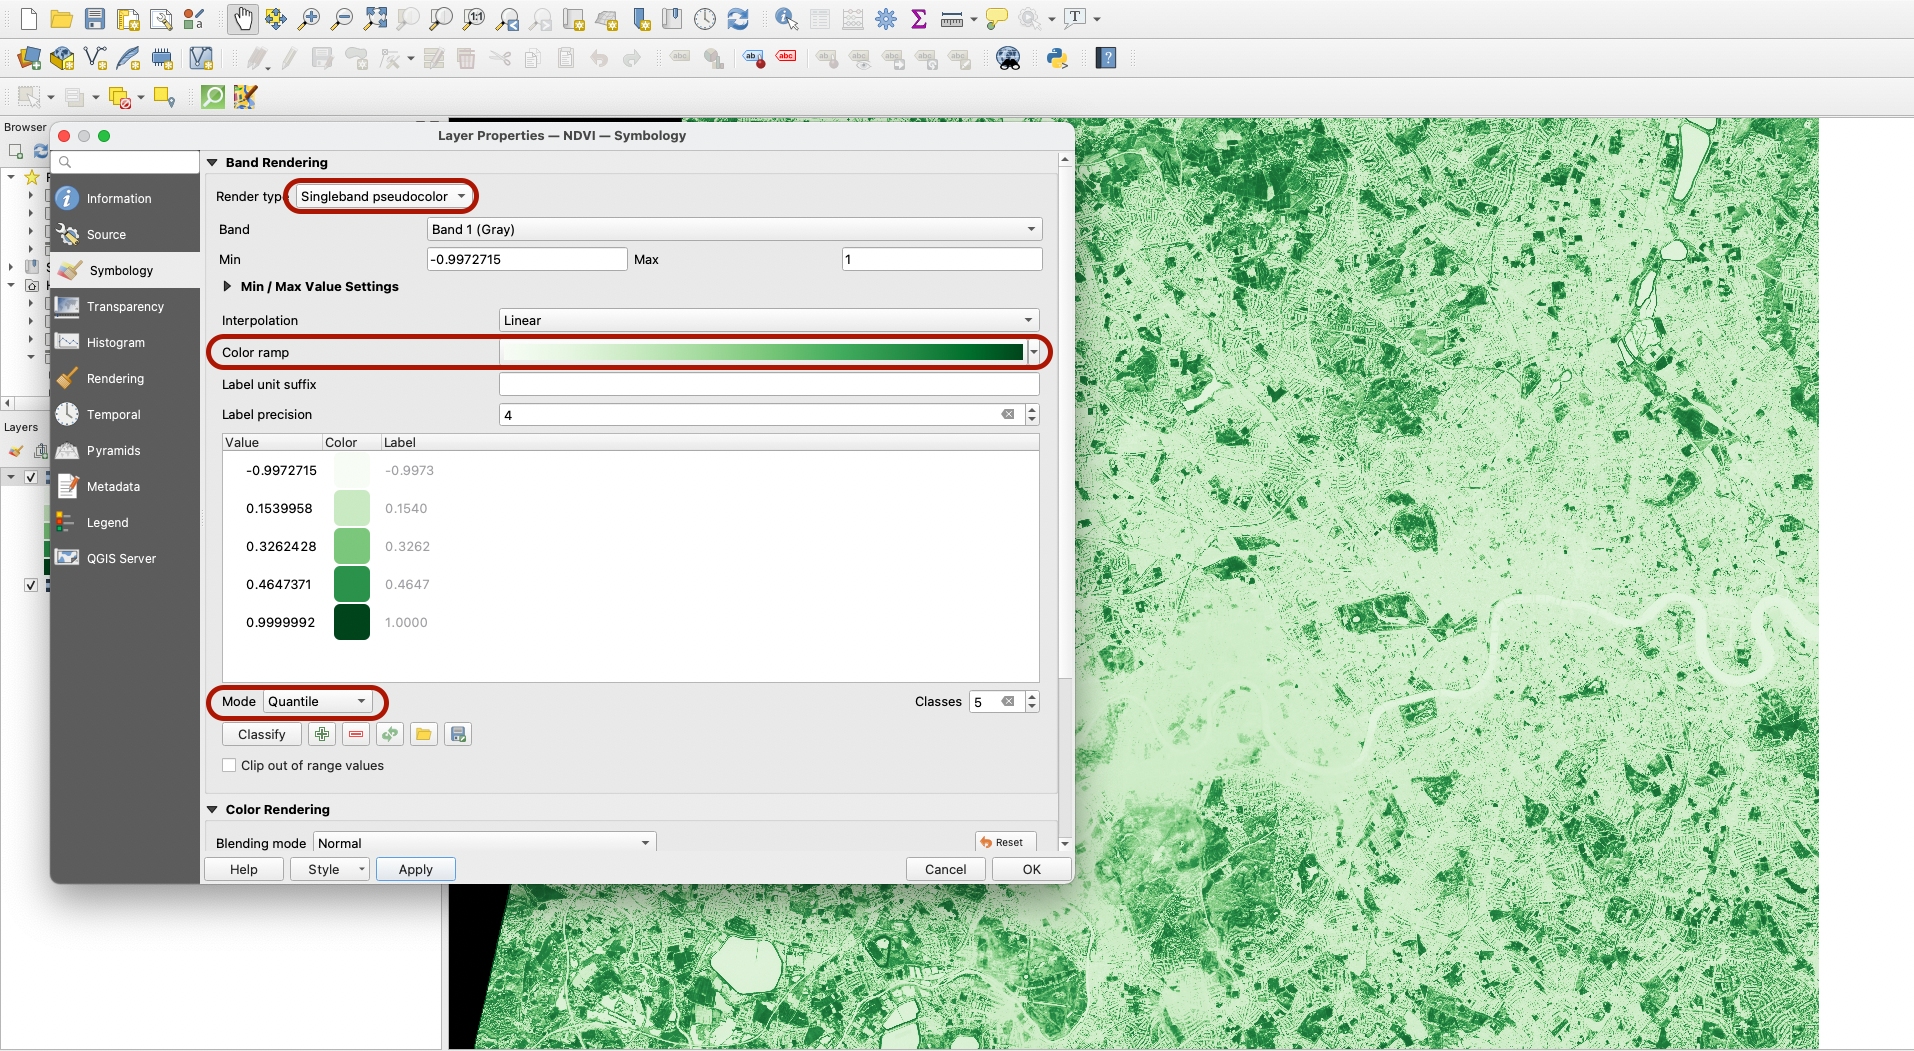 Browser
Layers
Layer Properties — NDVI — Symbology
Information
Source
Symbology
Transparency
Histogram
Rendering
Temporal
Pyramids
Metadata
Legend
QGIS Server
Band Rendering
Render type Singleband pseudocolor
Band Band 1 (Gray)
Min -0.9972715 Max 1
Min / Max Value Settings
Interpolation Linear
Color ramp
Label unit suffix
Label precision 4
Value Color Label
-0.9972715 -0.9973
0.1539958 0.1540
0.3262428 0.3262
0.4647371 0.4647
0.9999992 1.0000
Mode Quantile Classes 5
Classify
Clip out of range values
Color Rendering
Blending mode Normal Reset
Help Style Apply Cancel OK